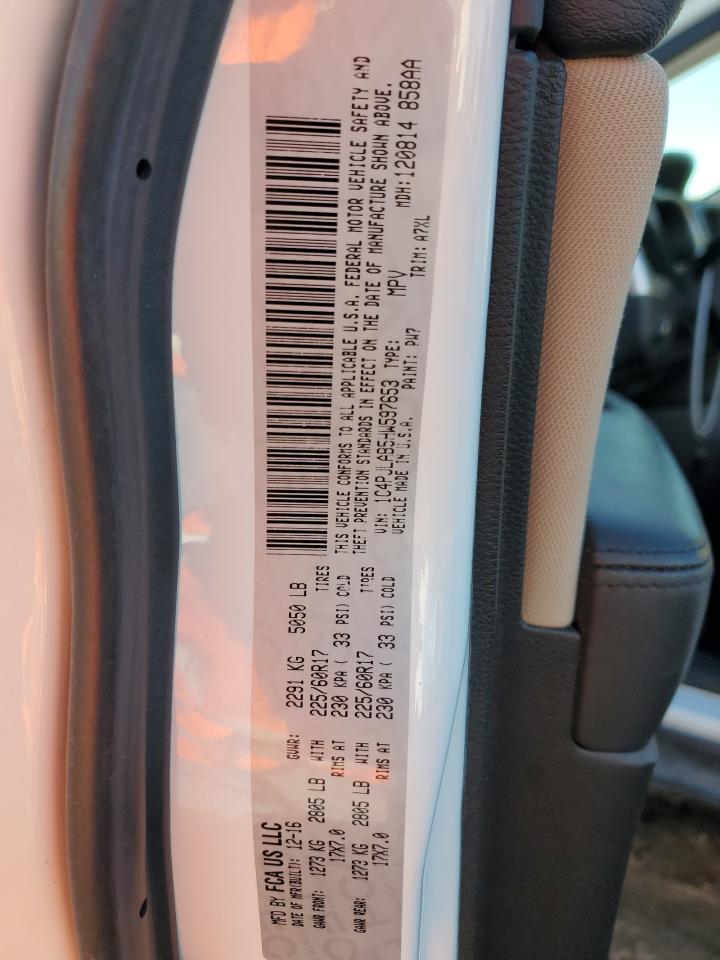 MFD BY FCA US LLC
DATE OF MFR(BUILT): 12-16 GVWR: 2291 KG 5050 LB
GAWR FRONT: 1273 KG 2805 LB WITH 225/60R17 TIRES
17X7.0 RIMS AT 230 KPA ( 33 PSI) COLD
GAWR REAR: 1273 KG 2805 LB WITH 225/60R17 TIRES
17X7.0 RIMS AT 230 KPA ( 33 PSI) COLD
THIS VEHICLE CONFORMS TO ALL APPLICABLE U.S.A. FEDERAL MOTOR VEHICLE SAFETY AND
THEFT PREVENTION STANDARDS IN EFFECT ON THE DATE OF MANUFACTURE SHOWN ABOVE.
VIN: 1C4PJLAB5HW597653 TYPE: MPV MDH:120814 858AA
VEHICLE MADE IN U.S.A. PAINT: PW7 TRIM: A7XL